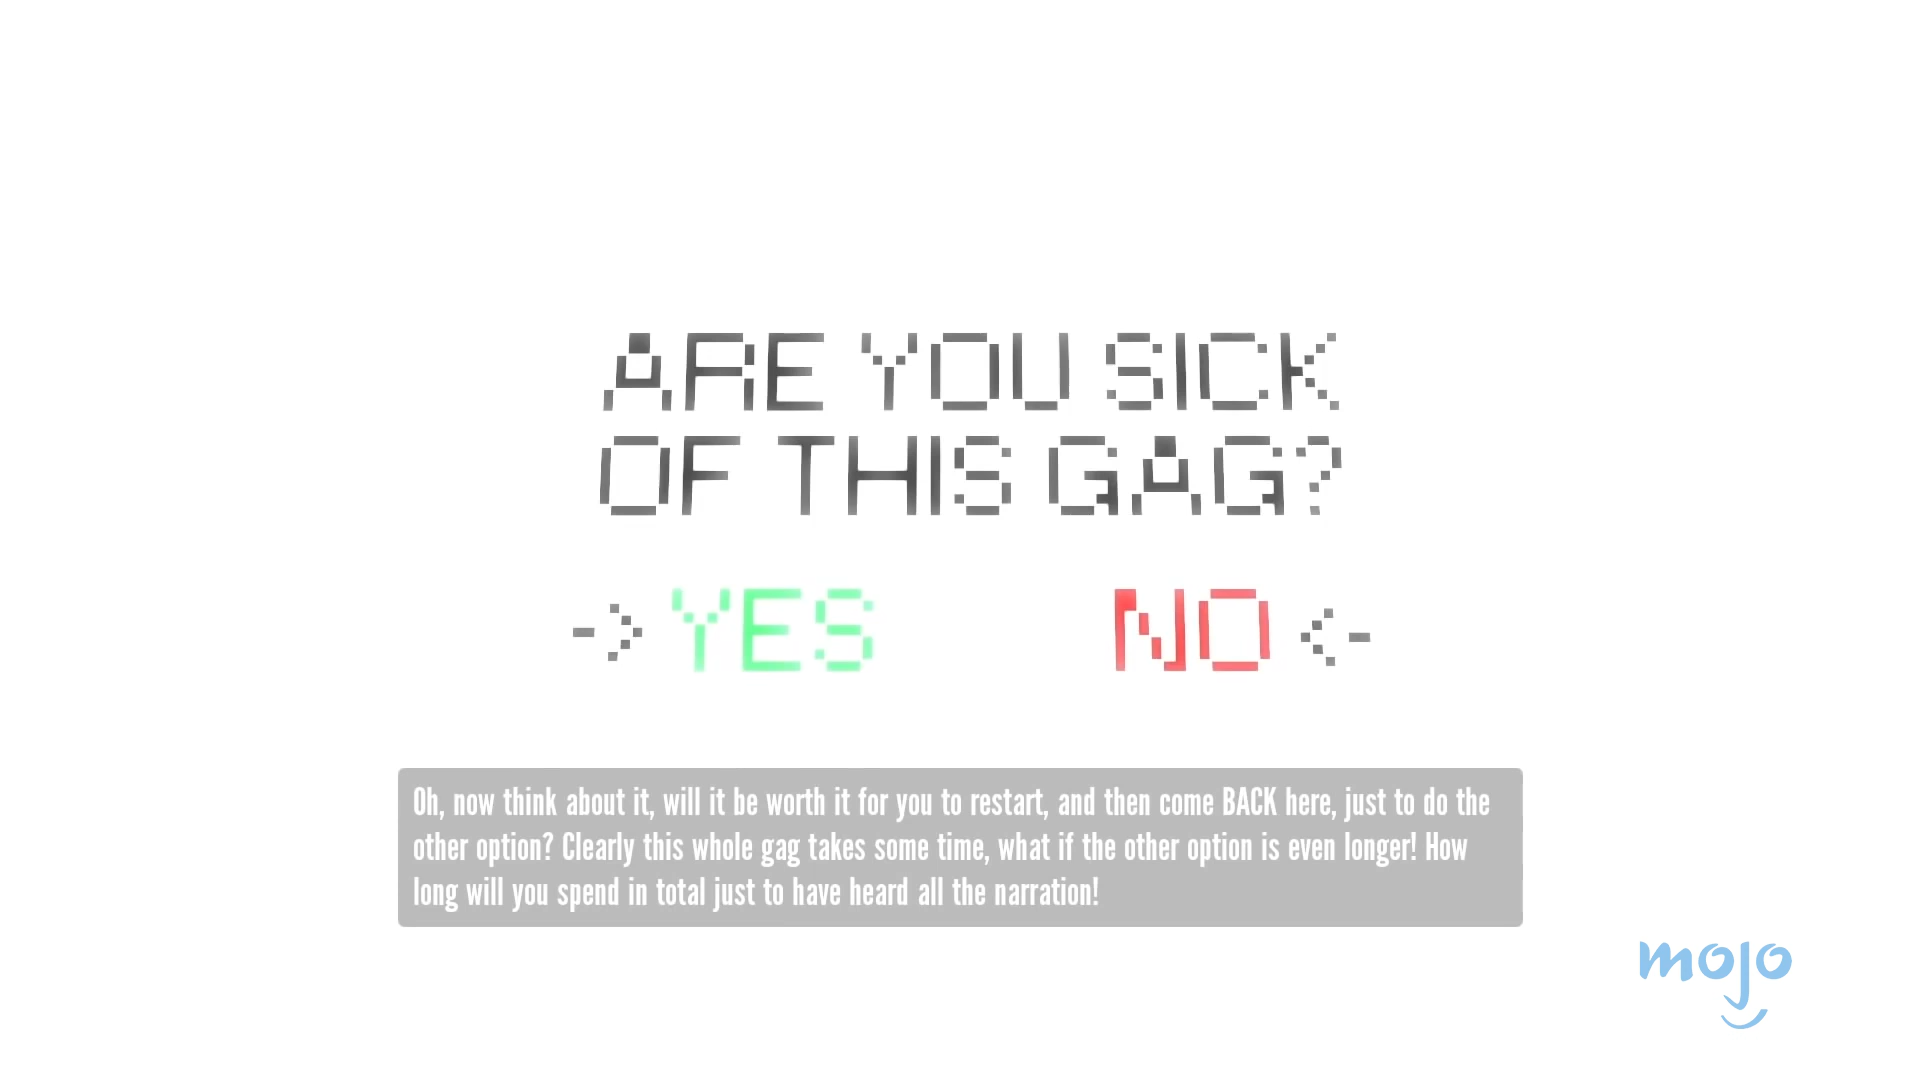 ARE YOU SICK
OF THIS GAG?
-> YES NO <-
Oh, now think about it, will it be worth it for you to restart, and then come BACK here, just to do the
other option? Clearly this whole gag takes some time, what if the other option is even longer! How
long will you spend in total just to have heard all the narration!
mojo